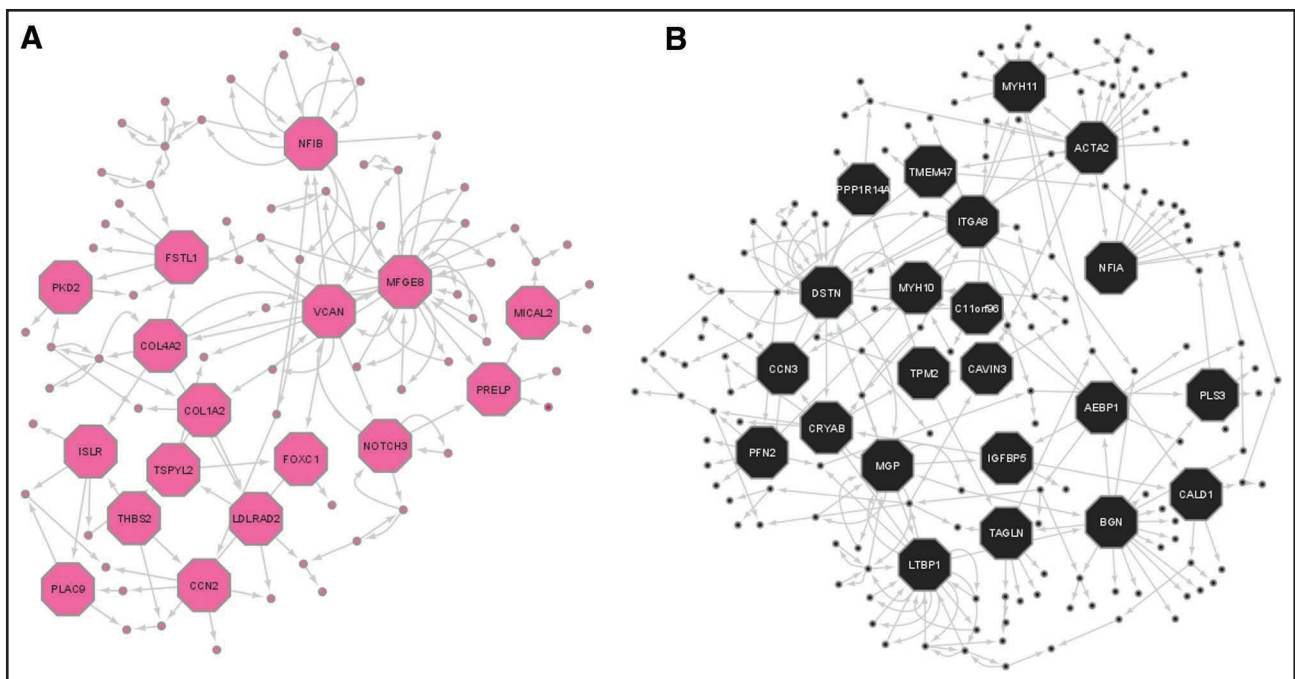 A
NFIB
FSTL1
PKD2
MFGE8
VCAN
MICAL2
COL4A2
PRELP
COL1A2
NOTCH3
ISLR
FOXC1
TSPYL2
THBS2
LDLRAD2
PLAC9
CCN2
B
MYH11
ACTA2
TMEM47
PPP1R14A
ITGA8
NFIA
DSTN
MYH10
C11orf96
CCN3
TPM2
CAVIN3
PLS3
AEBP1
CRYAB
PFN2
MGP
IGFBP5
CALD1
BGN
TAGLN
LTBP1